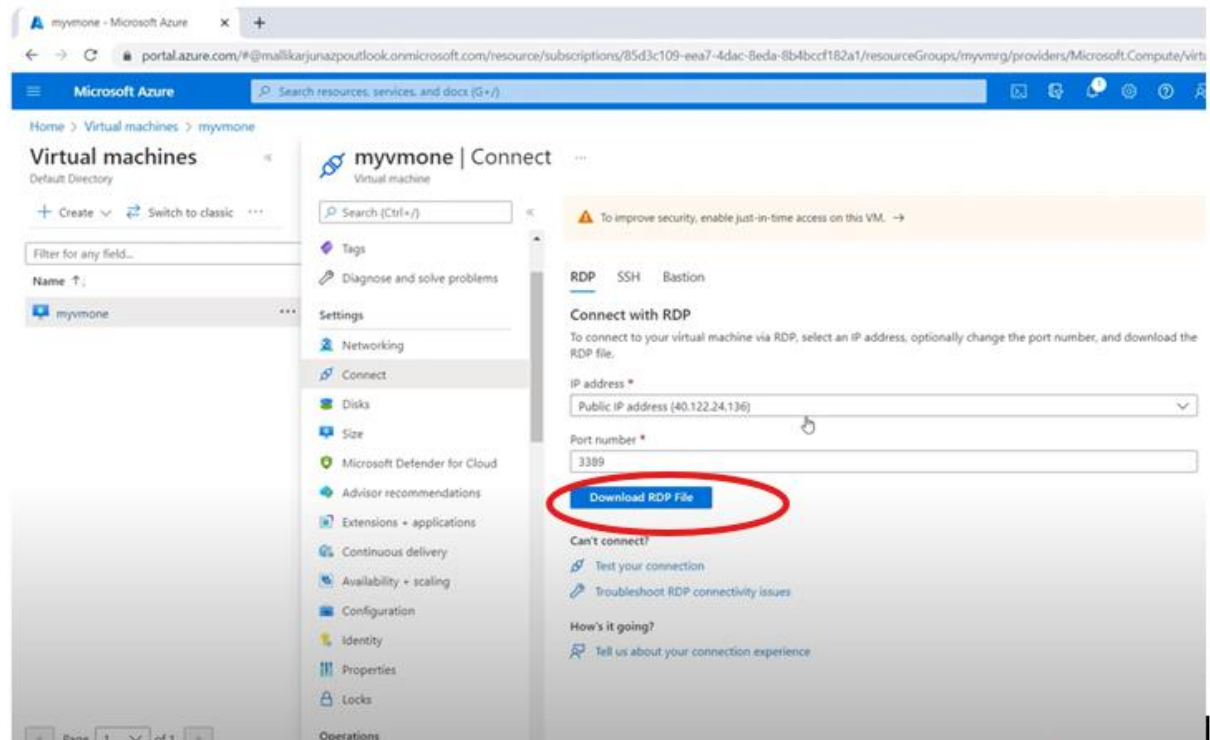 myvmone - Microsoft Azure
portal.azure.com/#@mallikarjunazpoutlook.onmicrosoft.com/resource/subscriptions/85d3c109-eea7-4dac-8eda-8b4bccf182a1/resourceGroups/myvmrg/providers/Microsoft.Compute/virtu
Microsoft Azure
Search resources, services, and docs (G+/)
1
Home > Virtual machines > myvmone
Virtual machines
Default Directory
+ Create
Switch to classic
Filter for any field...
Name ↑↓
myvmone
myvmone | Connect
Virtual machine
Search (Ctrl+/)
Tags
Diagnose and solve problems
Settings
Networking
Connect
Disks
Size
Microsoft Defender for Cloud
Advisor recommendations
Extensions + applications
Continuous delivery
Availability + scaling
Configuration
Identity
Properties
Locks
Operations
To improve security, enable just-in-time access on this VM. →
RDP SSH Bastion
Connect with RDP
To connect to your virtual machine via RDP, select an IP address, optionally change the port number, and download the
RDP file.
IP address *
Public IP address (40.122.24.136)
Port number *
3389
Download RDP File
Can't connect?
Test your connection
Troubleshoot RDP connectivity issues
How's it going?
Tell us about your connection experience
Page 1 of 1